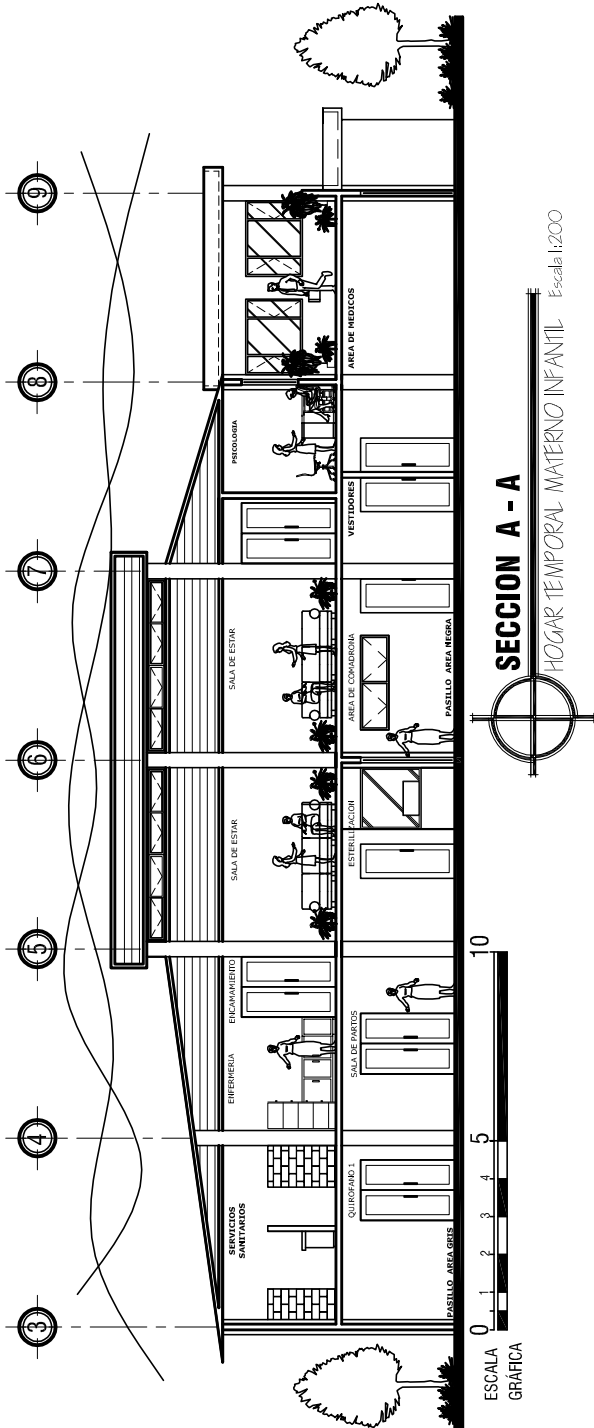 3
4
5
6
7
8
9
SERVICIOS
SANITARIOS
ENFERMERIA
ENCAMAMIENTO
SALA DE ESTAR
SALA DE ESTAR
PSICOLOGIA
QUIROFANO 1
SALA DE PARTOS
ESTERILIZACION
AREA DE COMADRONA
VESTIDORES
AREA DE MEDICOS
PASILLO AREA GRIS
PASILLO AREA NEGRA
ESCALA
GRÁFICA
0 1 2 3 4 5 10
SECCION A - A
HOGAR TEMPORAL MATERNO INFANTIL Escala 1:200